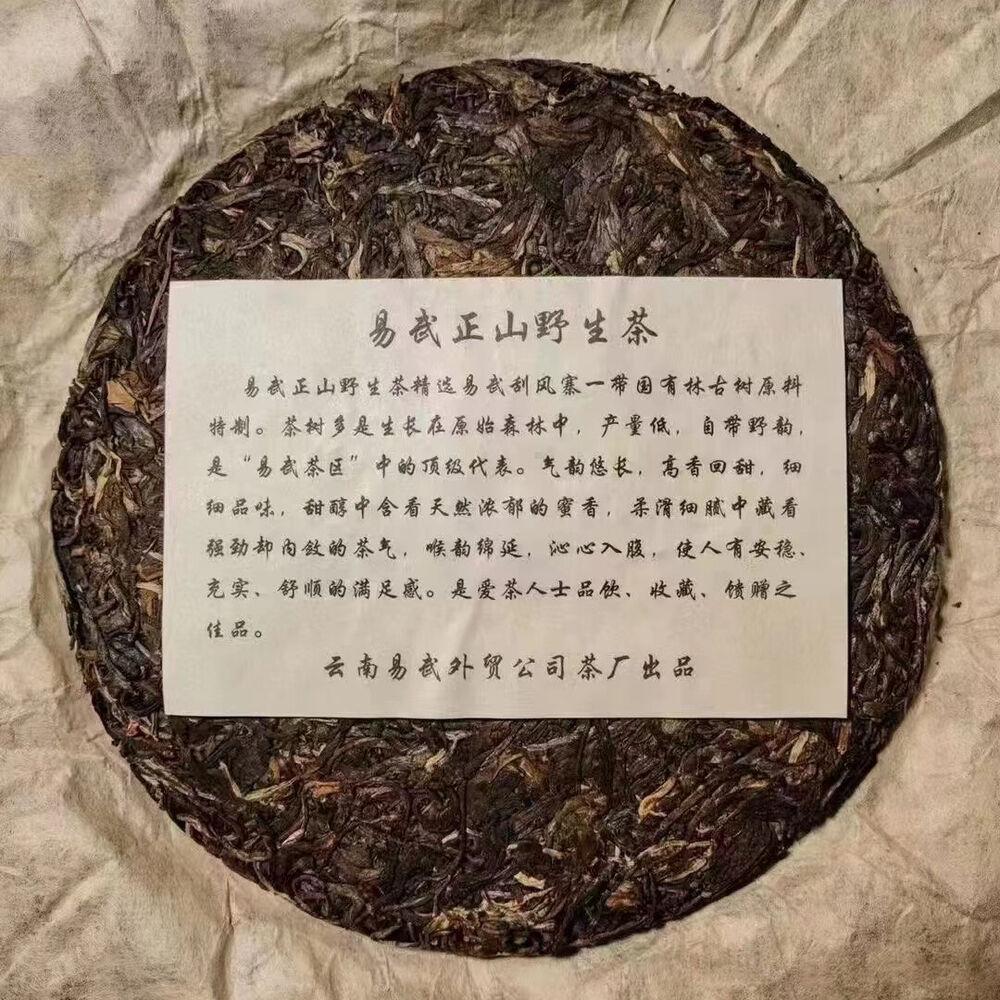 易武正山野生茶
易武正山野生茶精选易武刮风寨一带国有林古树原料
特制。茶树多是生长在原始森林中，产量低，自带野韵，
是“易武茶区”中的顶级代表。气韵悠长，高香回甜，细
细品味，甜醇中含着天然浓郁的蜜香，柔滑细腻中藏着
强劲却内敛的茶气，喉韵绵延，沁心入腹，使人有安稳、
充实、舒顺的满足感。是爱茶人士品饮、收藏、馈赠之
佳品。
云南易武外贸公司茶厂出品